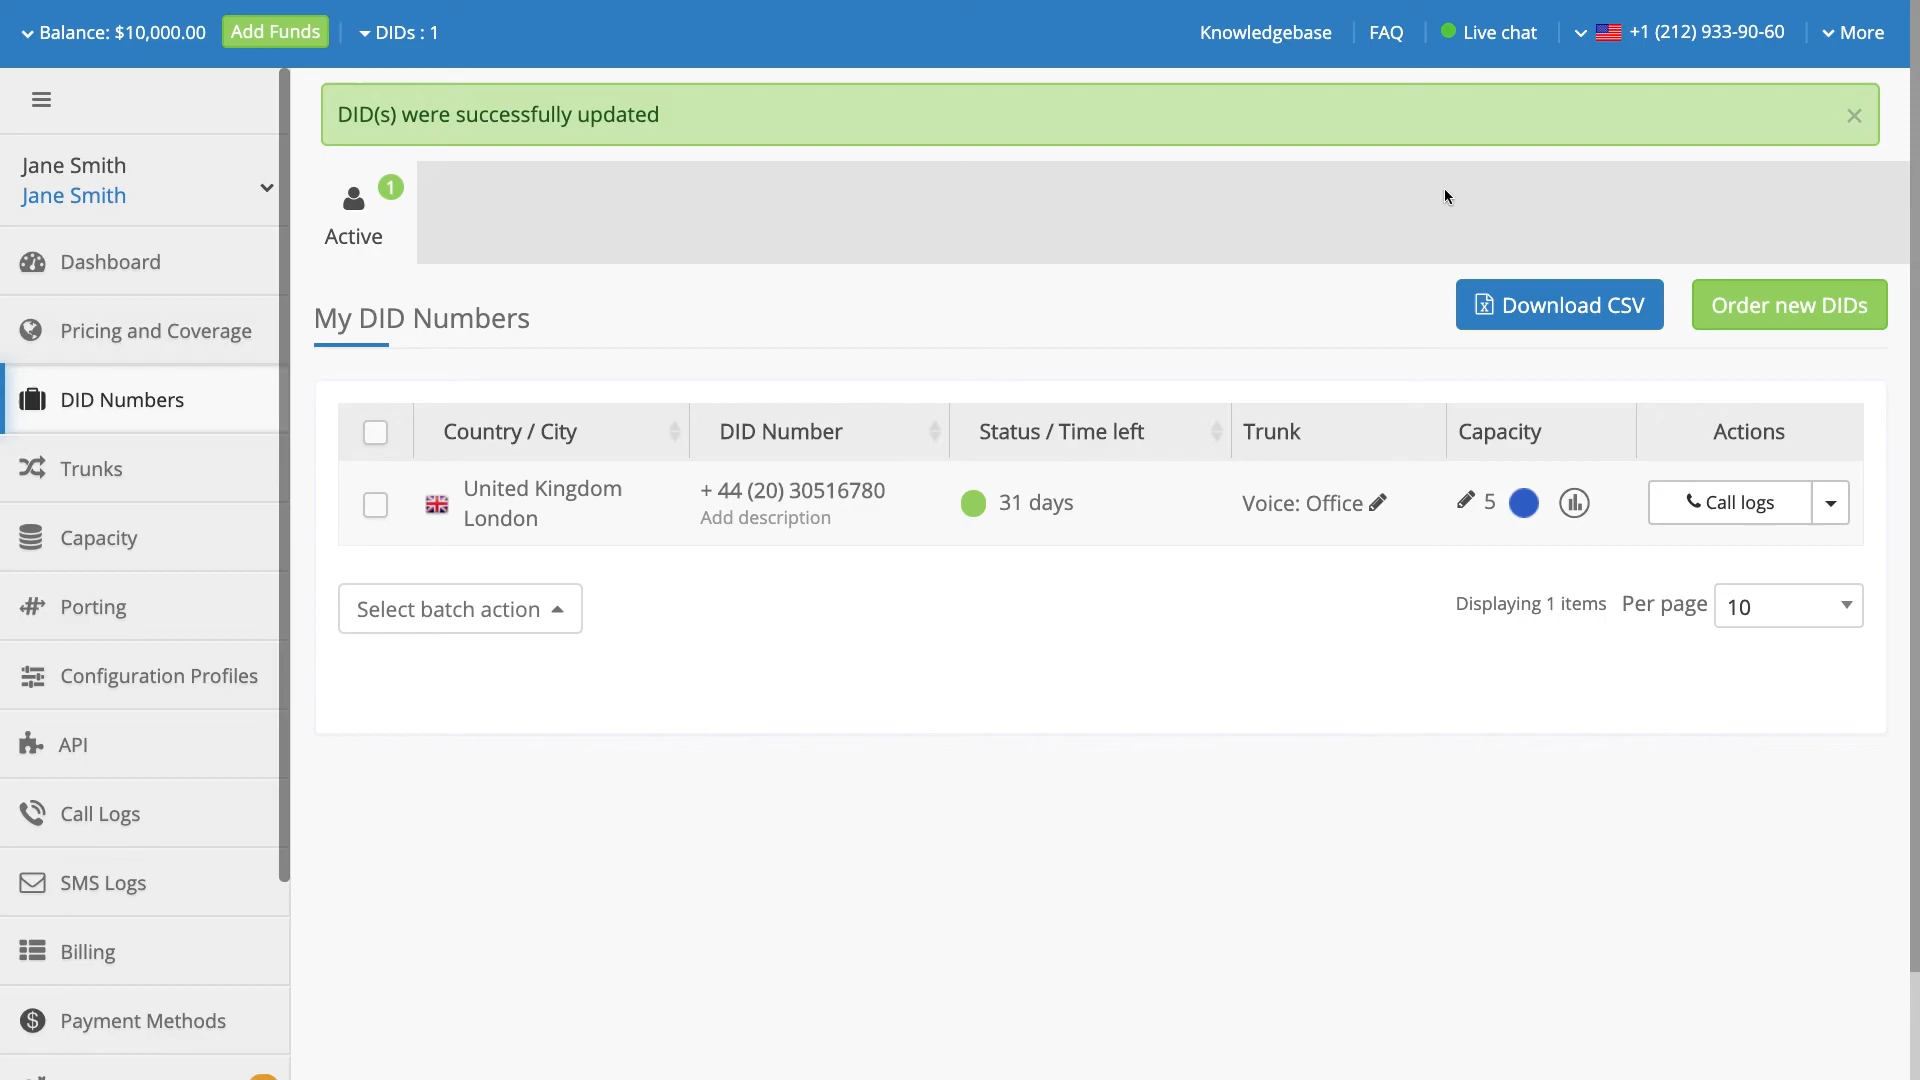 Balance: $10,000.00
Add Funds
DIDs : 1
Knowledgebase
FAQ
Live chat
+1 (212) 933-90-60
More
DID(s) were successfully updated
×
Jane Smith
Jane Smith
1
Active
Dashboard
Pricing and Coverage
DID Numbers
Trunks
Capacity
Porting
Configuration Profiles
API
Call Logs
SMS Logs
Billing
Payment Methods
My DID Numbers
Download CSV
Order new DIDs
Country / City
DID Number
Status / Time left
Trunk
Capacity
Actions
United Kingdom
London
+ 44 (20) 30516780
Add description
31 days
Voice: Office
5
Call logs
Select batch action
Displaying 1 items
Per page
10